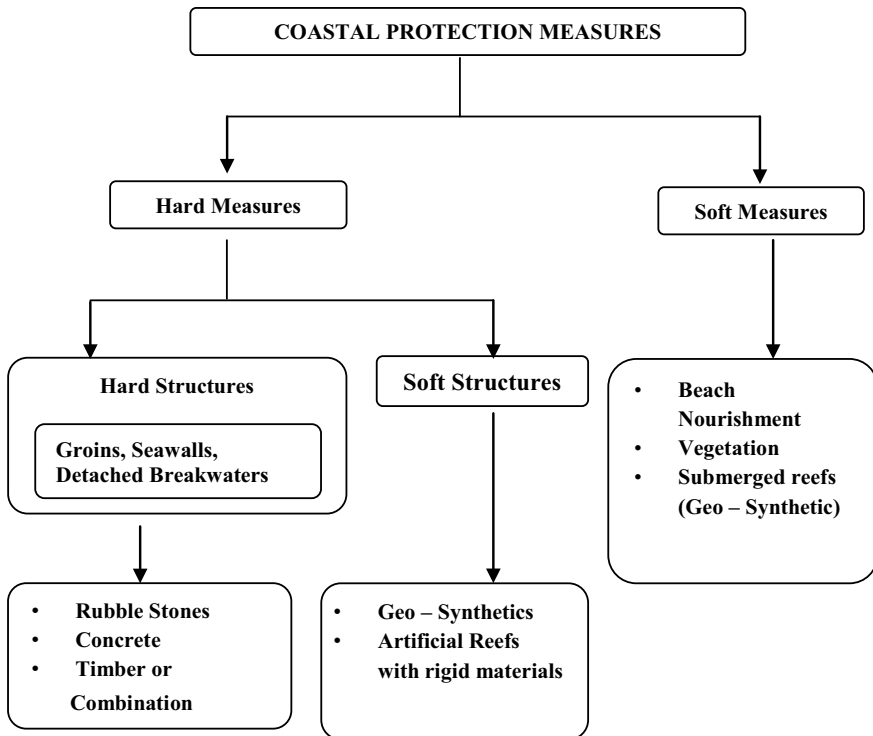 COASTAL PROTECTION MEASURES
Hard Measures
Soft Measures
Hard Structures
Groins, Seawalls,
Detached Breakwaters
Soft Structures
• Beach
Nourishment
• Vegetation
• Submerged reefs
(Geo – Synthetic)
• Rubble Stones
• Concrete
• Timber or
Combination
• Geo – Synthetics
• Artificial Reefs
with rigid materials